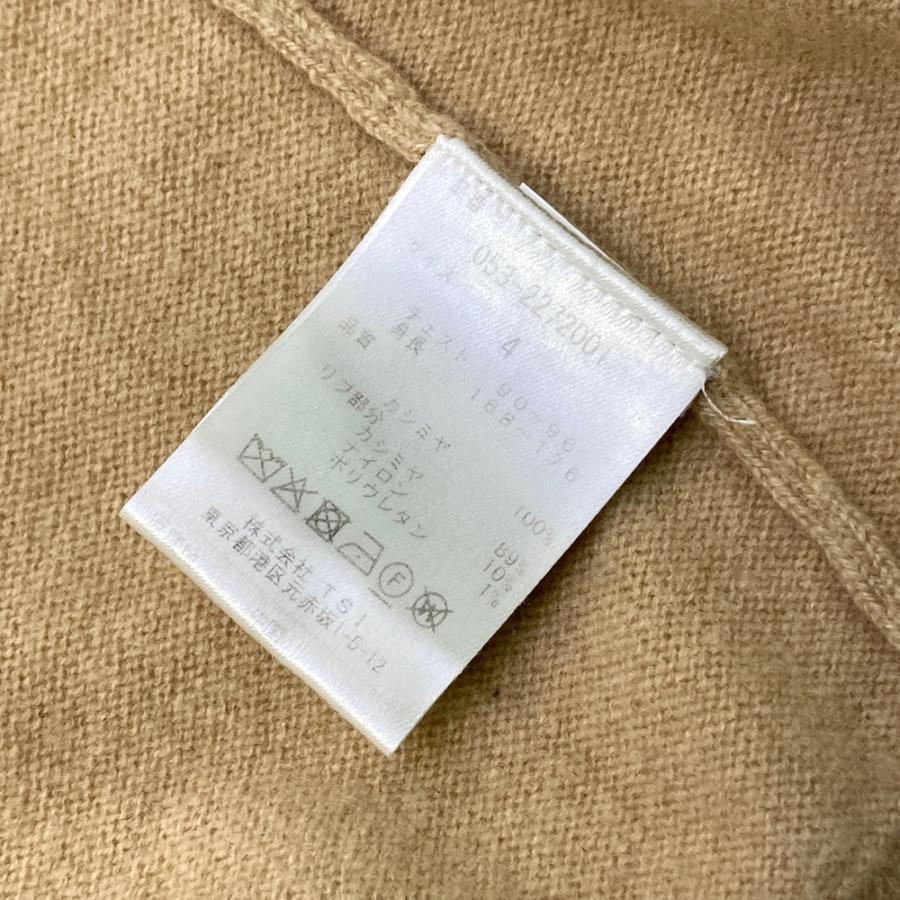 053-2272001
サイズ 4
チェスト 90~96
身長 168~176
品質
カシミヤ 100%
リブ部分
カシミヤ 89%
ナイロン 10%
ポリウレタン 1%
F
W
株式会社 TSI
東京都港区元赤坂1-5-12